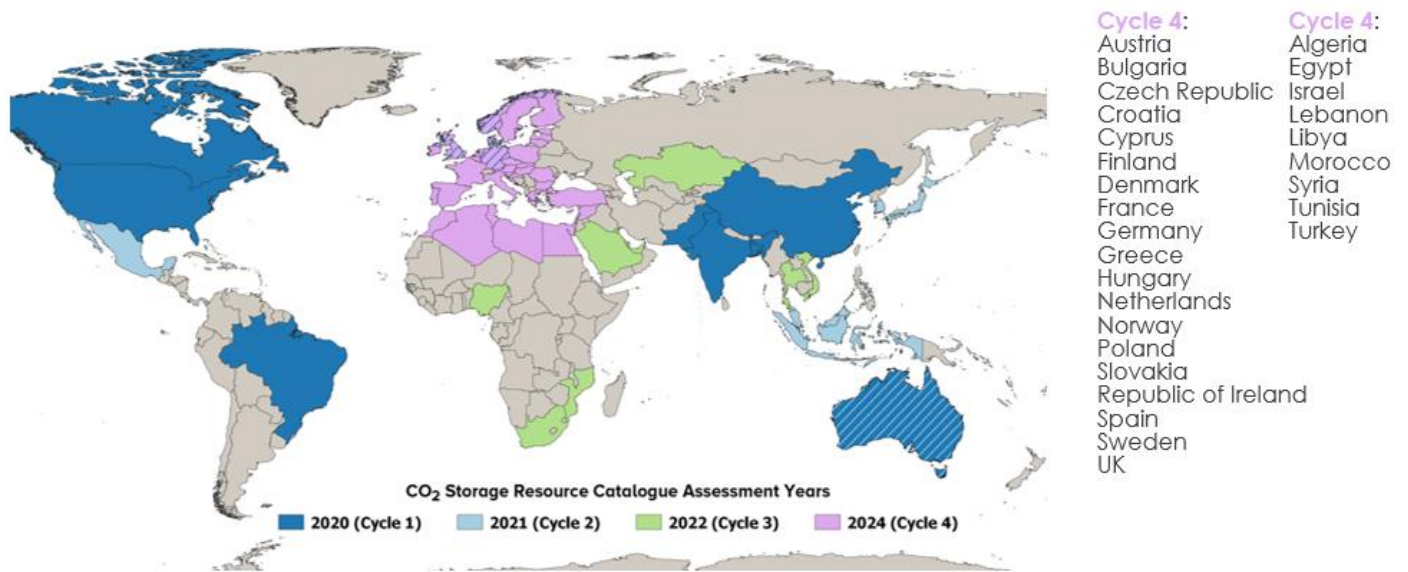 Cycle 4:
Austria
Bulgaria
Czech Republic
Croatia
Cyprus
Finland
Denmark
France
Germany
Greece
Hungary
Netherlands
Norway
Poland
Slovakia
Republic of Ireland
Spain
Sweden
UK
Cycle 4:
Algeria
Egypt
Israel
Lebanon
Libya
Morocco
Syria
Tunisia
Turkey
CO₂ Storage Resource Catalogue Assessment Years
2020 (Cycle 1) 2021 (Cycle 2) 2022 (Cycle 3) 2024 (Cycle 4)